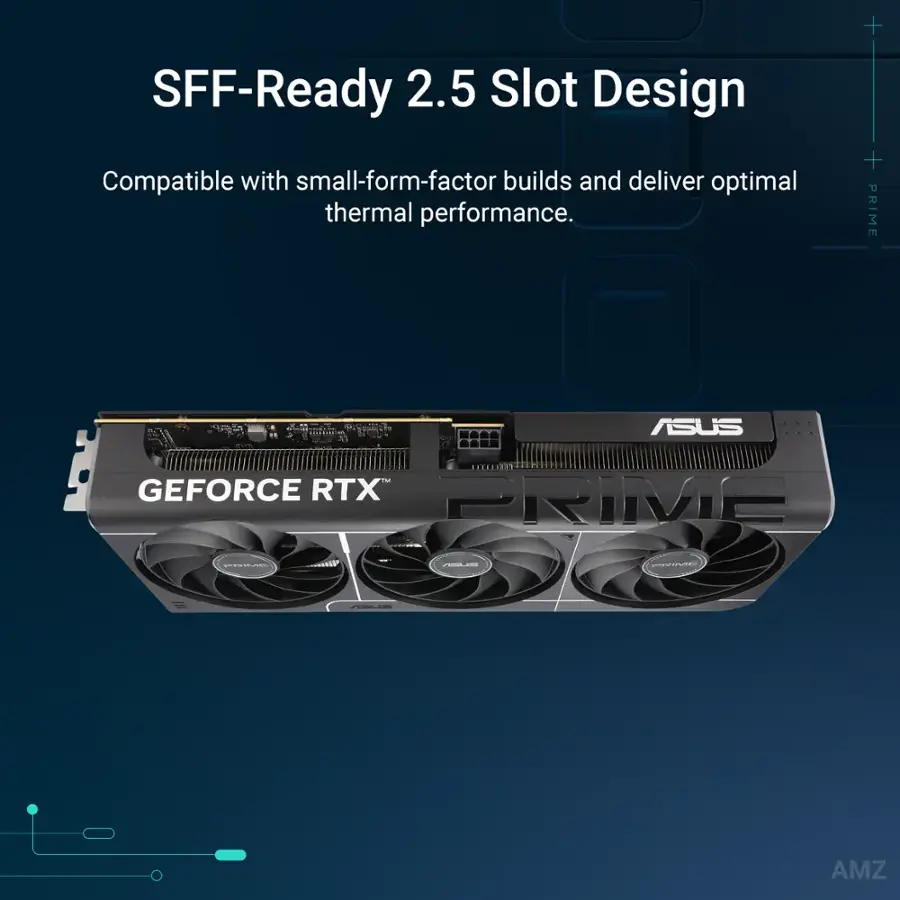 SFF-Ready 2.5 Slot Design
Compatible with small-form-factor builds and deliver optimal
thermal performance.
PRIME
ASUS
GEFORCE RTX™
PRIME
PRIME
ASUS
PRIME
ASUS
AMZ